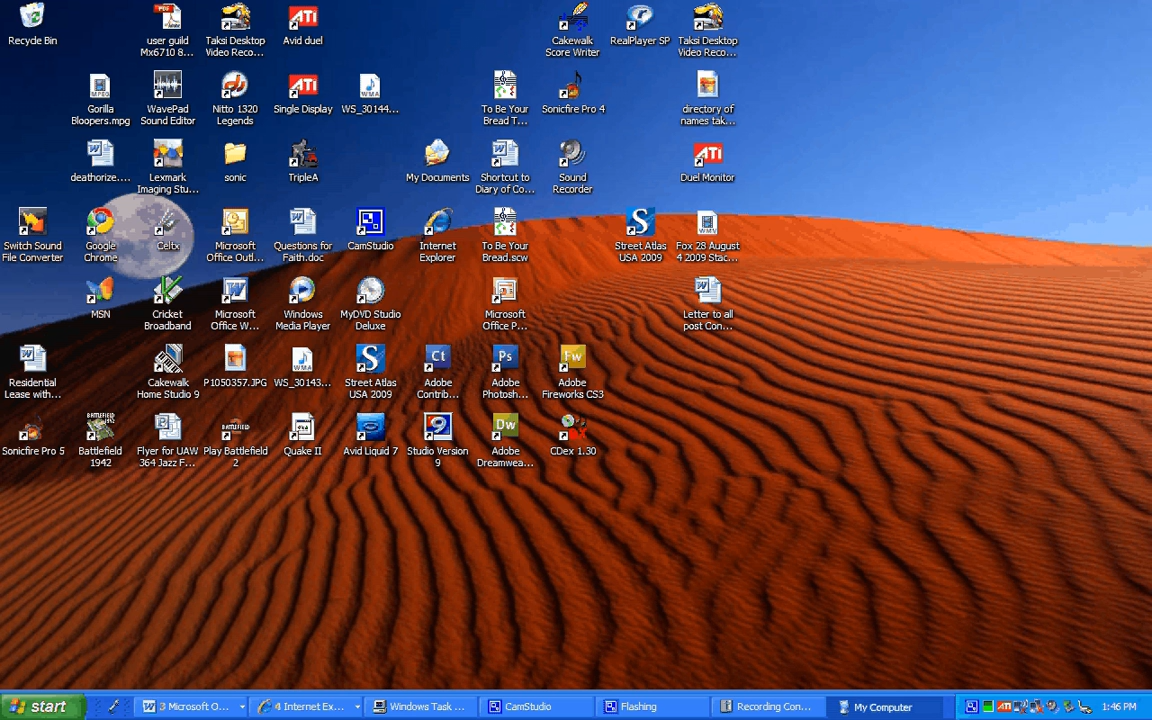 Recycle Bin
user guild
Mx6710 8...
Taksi Desktop
Video Reco...
Avid duel
Cakewalk
Score Writer
RealPlayer SP
Taksi Desktop
Video Reco...
Gorilla
Bloopers.mpg
WavePad
Sound Editor
Nitto 1320
Legends
Single Display
WS_30144...
To Be Your
Bread T...
Sonicfire Pro 4
directory of
names tak...
deathorize....
Lexmark
Imaging Stu...
sonic
TripleA
My Documents
Shortcut to
Diary of Co...
Sound
Recorder
Duel Monitor
Switch Sound
File Converter
Google
Chrome
Celtx
Microsoft
Office Outl...
Questions for
Faith.doc
CamStudio
Internet
Explorer
To Be Your
Bread.scw
Street Atlas
USA 2009
Fox 28 August
4 2009 Stac...
MSN
Cricket
Broadband
Microsoft
Office W...
Windows
Media Player
MyDVD Studio
Deluxe
Microsoft
Office P...
Letter to all
post Con...
Residential
Lease with...
Cakewalk
Home Studio 9
P1050357.JPG
WS_30143...
Street Atlas
USA 2009
Adobe
Contrib...
Adobe
Photosh...
Adobe
Fireworks CS3
Sonicfire Pro 5
Battlefield
1942
Flyer for UAW
364 Jazz F...
Play Battlefield
2
Quake II
Avid Liquid 7
Studio Version
9
Adobe
Dreamwea...
CDex 1.30
start
3 Microsoft O...
4 Internet Ex...
Windows Task ...
CamStudio
Flashing
Recording Con...
My Computer
1:46 PM